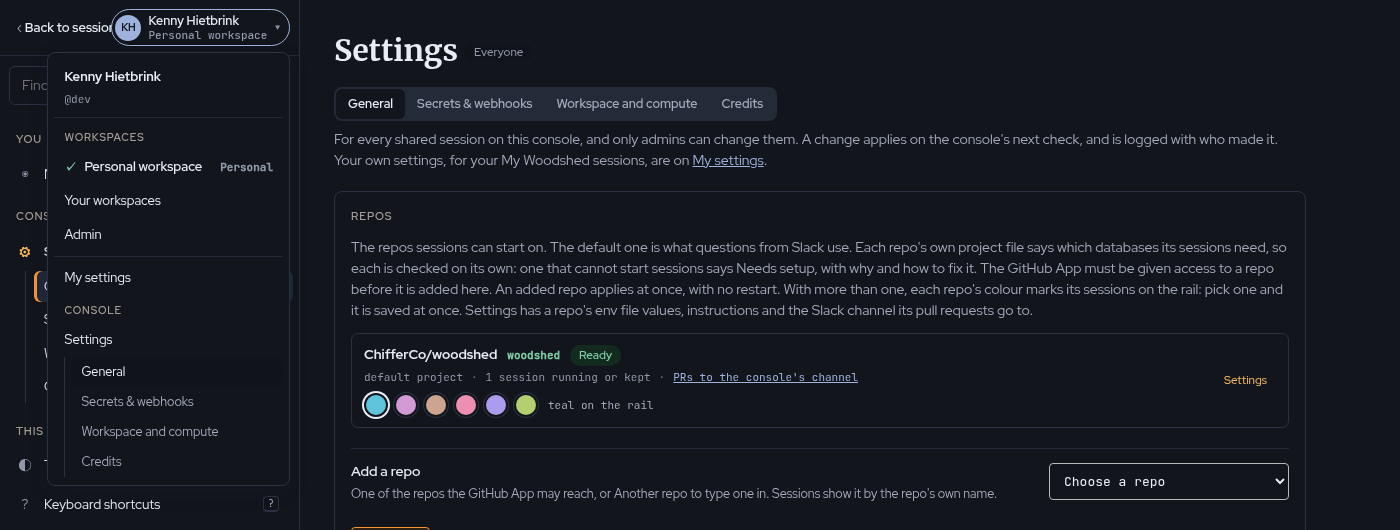 ‹ Back to session
KH
Kenny Hietbrink
Personal workspace
▾
Kenny Hietbrink
@dev
WORKSPACES
✓ Personal workspace Personal
Your workspaces
Admin
My settings
CONSOLE
Settings
General
Secrets & webhooks
Workspace and compute
Credits
Find
YOU
CONS
THIS
? Keyboard shortcuts ?
Settings Everyone
General Secrets & webhooks Workspace and compute Credits
For every shared session on this console, and only admins can change them. A change applies on the console's next check, and is logged with who made it.
Your own settings, for your My Woodshed sessions, are on My settings.
REPOS
The repos sessions can start on. The default one is what questions from Slack use. Each repo's own project file says which databases its sessions need, so
each is checked on its own: one that cannot start sessions says Needs setup, with why and how to fix it. The GitHub App must be given access to a repo
before it is added here. An added repo applies at once, with no restart. With more than one, each repo's colour marks its sessions on the rail: pick one and
it is saved at once. Settings has a repo's env file values, instructions and the Slack channel its pull requests go to.
ChifferCo/woodshed woodshed Ready
default project · 1 session running or kept · PRs to the console's channel
Settings
teal on the rail
Add a repo
One of the repos the GitHub App may reach, or Another repo to type one in. Sessions show it by the repo's own name.
Choose a repo